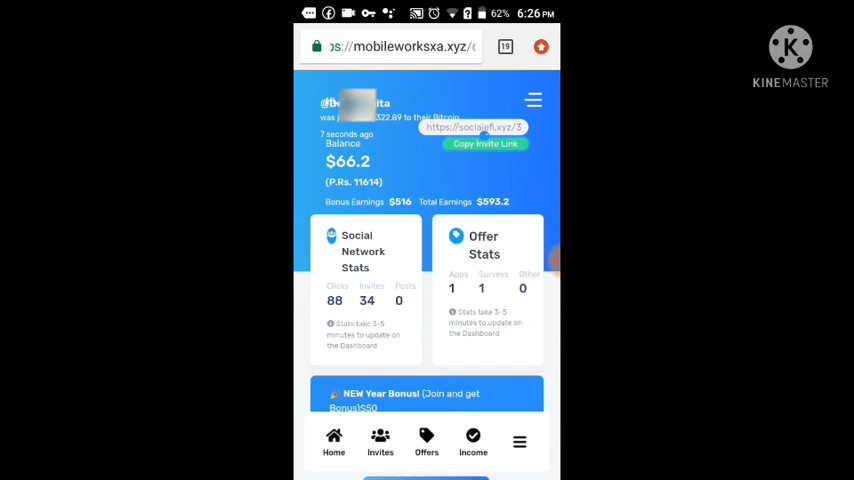 62% 6:26 PM
os://mobileworksxa.xyz/
19
K
KINEMASTER
was 322.89 to their Bitcoin
7 seconds ago
https://socialefi.xyz/3
Balance
Copy Invite Link
$66.2
(P.Rs. 11614)
Bonus Earnings $516 Total Earnings $593.2
Social
Network
Stats
Clicks Invites Posts
88 34 0
Stats take 3-5
minutes to update on
the Dashboard
Offer
Stats
Apps Surveys Other
1 1 0
Stats take 3-5
minutes to update on
the Dashboard
🎉 NEW Year Bonus! (Join and get
Bonus)$50
Home Invites Offers Income